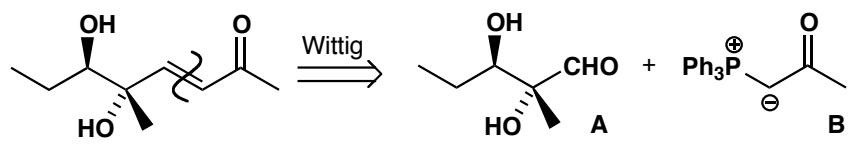 OH
O
HO
Wittig
OH
CHO
HO
A
+
⊕
Ph3P
O
⊖
B